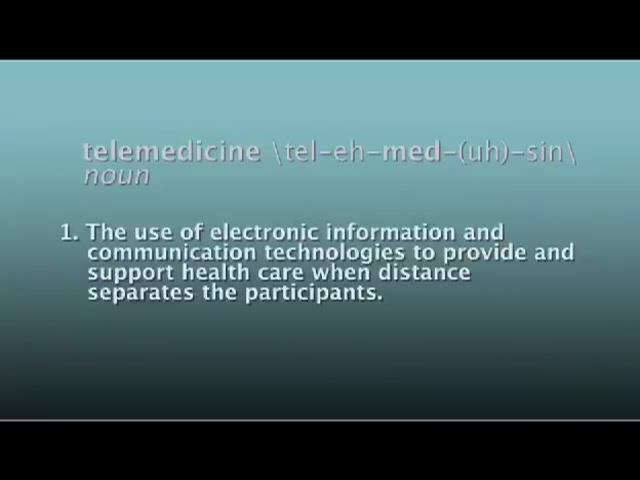 telemedicine \tel-eh-med-(uh)-sin\
noun
1. The use of electronic information and
communication technologies to provide and
support health care when distance
separates the participants.